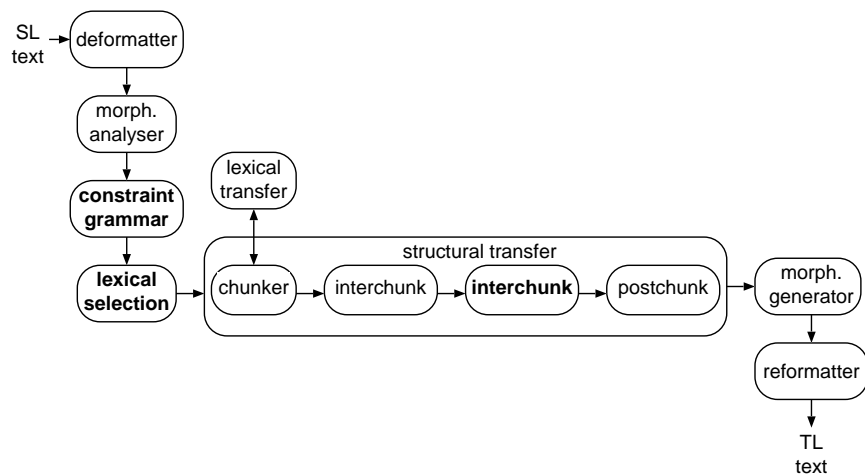 SL
text
deformatter
morph.
analyser
constraint
grammar
lexical
selection
lexical
transfer
structural transfer
chunker
interchunk
interchunk
postchunk
morph.
generator
reformatter
TL
text